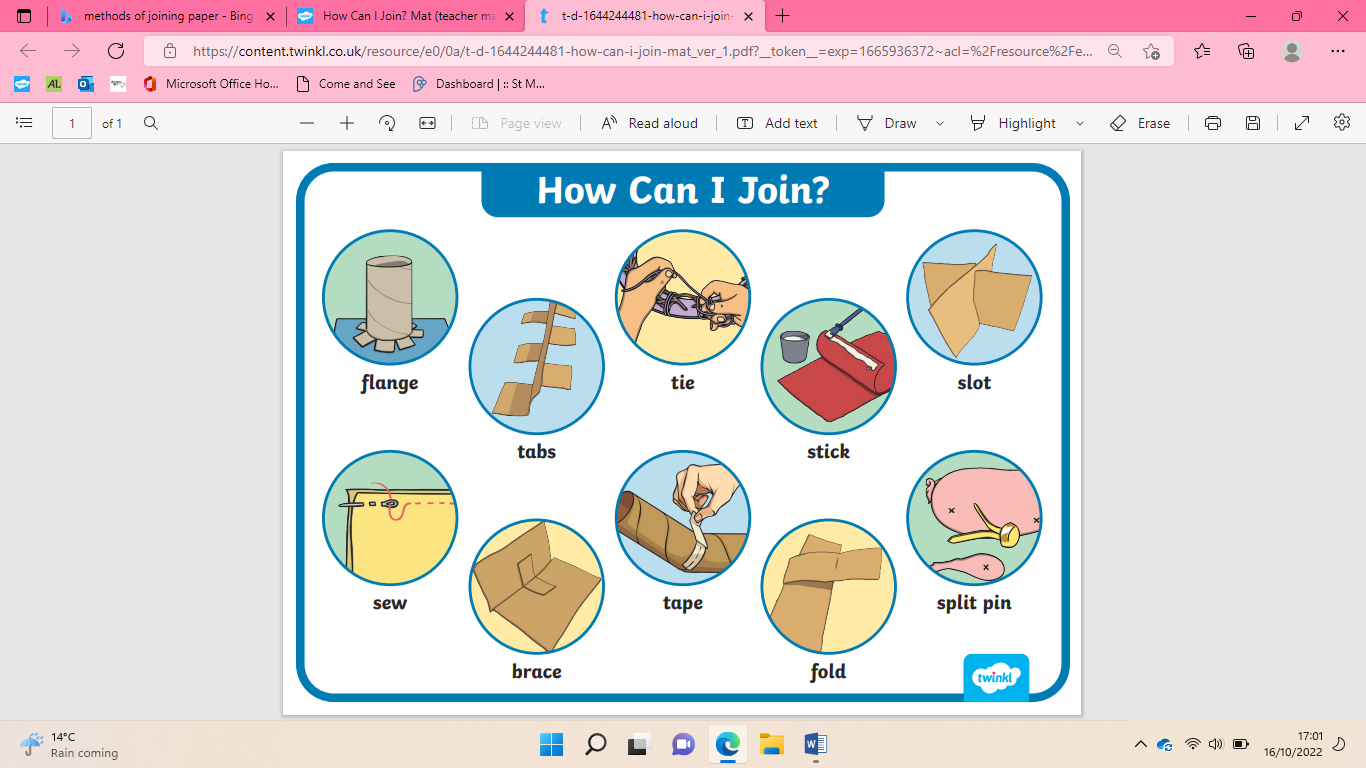 methods of joining paper - Bing
How Can I Join? Mat (teacher ma
t-d-1644244481-how-can-i-join-
https://content.twinkl.co.uk/resource/e0/0a/t-d-1644244481-how-can-i-join-mat_ver_1.pdf?__token__=exp=1665936372~acl=%2Fresource%2Fe...
AL
Microsoft Office Ho...
Come and See
Dashboard | :: St M...
1 of 1
Page view
Read aloud
Add text
Draw
Highlight
Erase
How Can I Join?
flange
tabs
tie
stick
slot
sew
brace
tape
fold
split pin
twinkl
14°C
Rain coming
17:01
16/10/2022